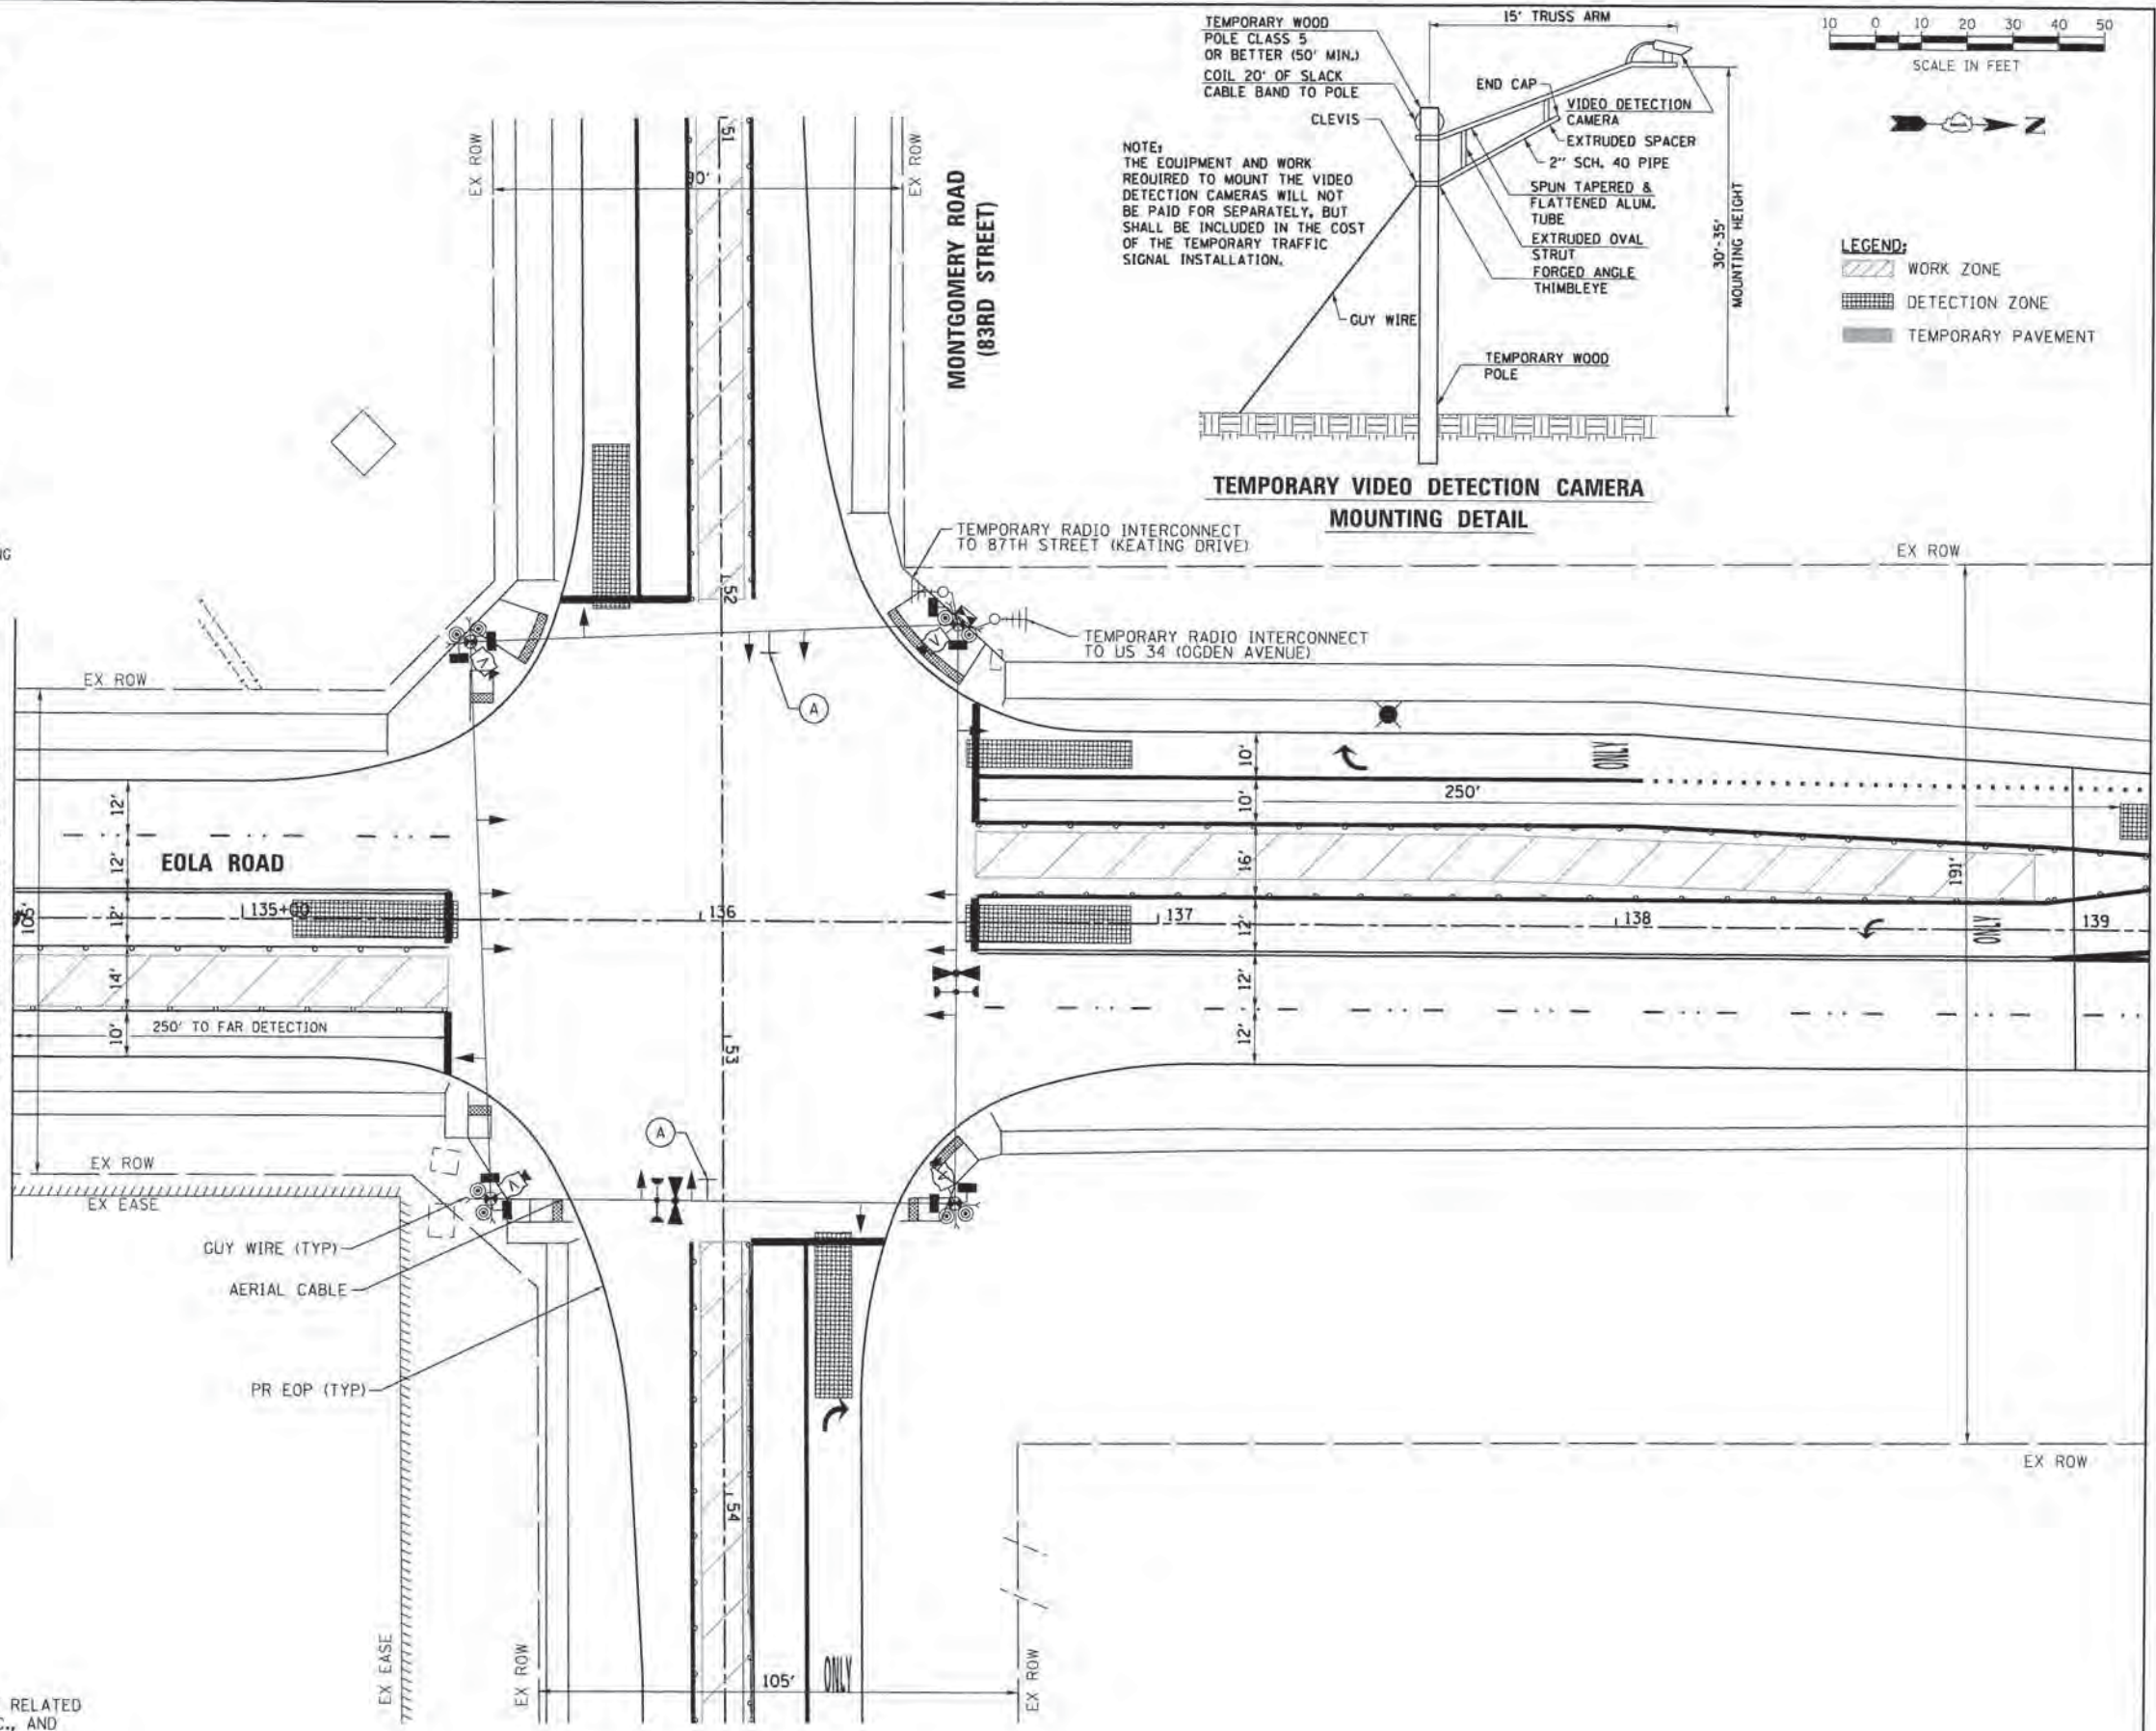 TEMPORARY WOOD
POLE CLASS 5
OR BETTER (50' MIN.)
COIL 20' OF SLACK
CABLE BAND TO POLE
CLEVIS
15' TRUSS ARM
END CAP
VIDEO DETECTION
CAMERA
EXTRUDED SPACER
2" SCH. 40 PIPE
SPUN TAPERED &
FLATTENED ALUM.
TUBE
EXTRUDED OVAL
STRUT
FORGED ANGLE
THIMBLEYE
30'-35'
MOUNTING HEIGHT
GUY WIRE
TEMPORARY WOOD
POLE
NOTE:
THE EQUIPMENT AND WORK
REQUIRED TO MOUNT THE VIDEO
DETECTION CAMERAS WILL NOT
BE PAID FOR SEPARATELY, BUT
SHALL BE INCLUDED IN THE COST
OF THE TEMPORARY TRAFFIC
SIGNAL INSTALLATION.
TEMPORARY VIDEO DETECTION CAMERA
MOUNTING DETAIL
10 0 10 20 30 40 50
SCALE IN FEET
N
LEGEND:
WORK ZONE
DETECTION ZONE
TEMPORARY PAVEMENT
EX ROW
51
EX ROW
MONTGOMERY ROAD
(83RD STREET)
52
NG
TEMPORARY RADIO INTERCONNECT
TO 87TH STREET (KEATING DRIVE)
TEMPORARY RADIO INTERCONNECT
TO US 34 (OGDEN AVENUE)
EX ROW
EX ROW
A
V
V
12'
12'
EOLA ROAD
135+00
12'
14'
10'
250' TO FAR DETECTION
136
53
137
138
139
10'
10'
250'
16'
12'
12'
12'
191'
ONLY
ONLY
A
V
V
EX ROW
EX EASE
GUY WIRE (TYP)
AERIAL CABLE
PR EOP (TYP)
54
105'
ONLY
EX EASE
EX ROW
EX ROW
EX ROW
RELATED
C., AND